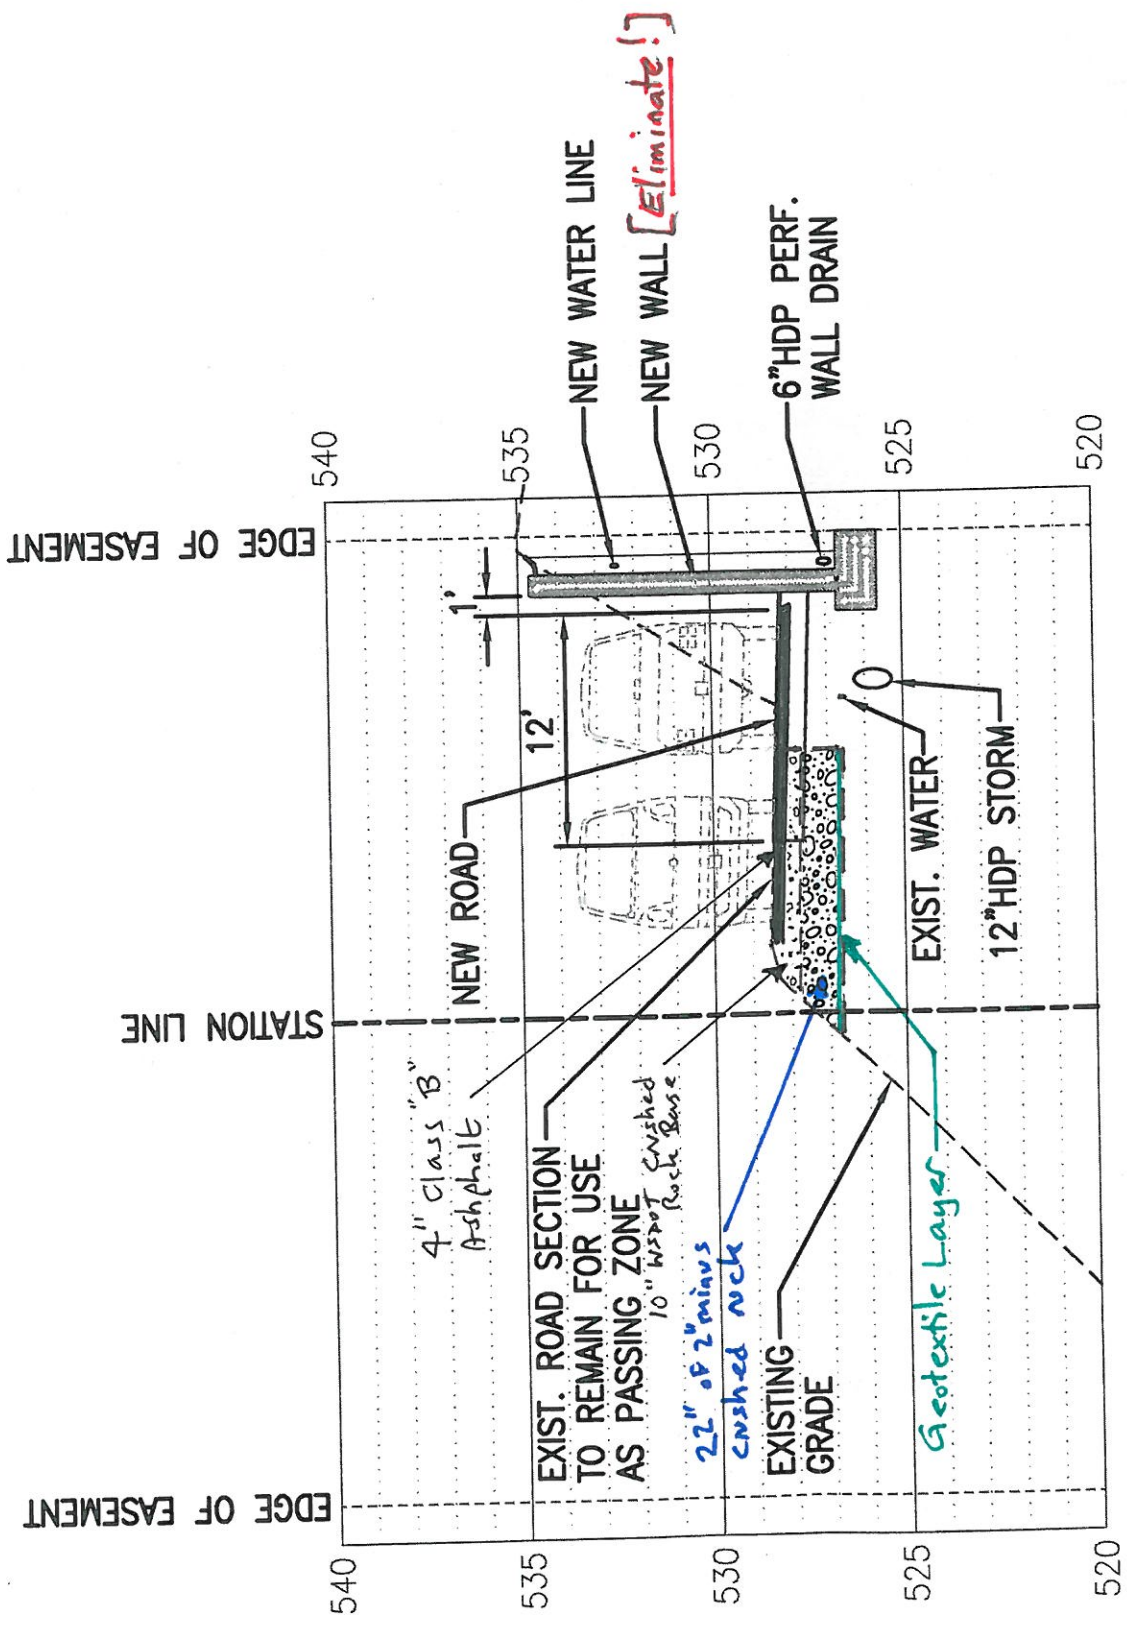 EDGE OF EASEMENT
STATION LINE
EDGE OF EASEMENT
540
535
530
525
520
540
535
530
525
520
1'
12'
NEW ROAD
4" Class "B"
Ashphalt
EXIST. ROAD SECTION
TO REMAIN FOR USE
AS PASSING ZONE
10" WSDOT Crushed
Rock Base
22" of 2" minus
crushed rock
EXISTING
GRADE
Geotextile Layer
EXIST. WATER
12"HDP STORM
NEW WATER LINE
NEW WALL [Eliminate!]
6"HDP PERF.
WALL DRAIN